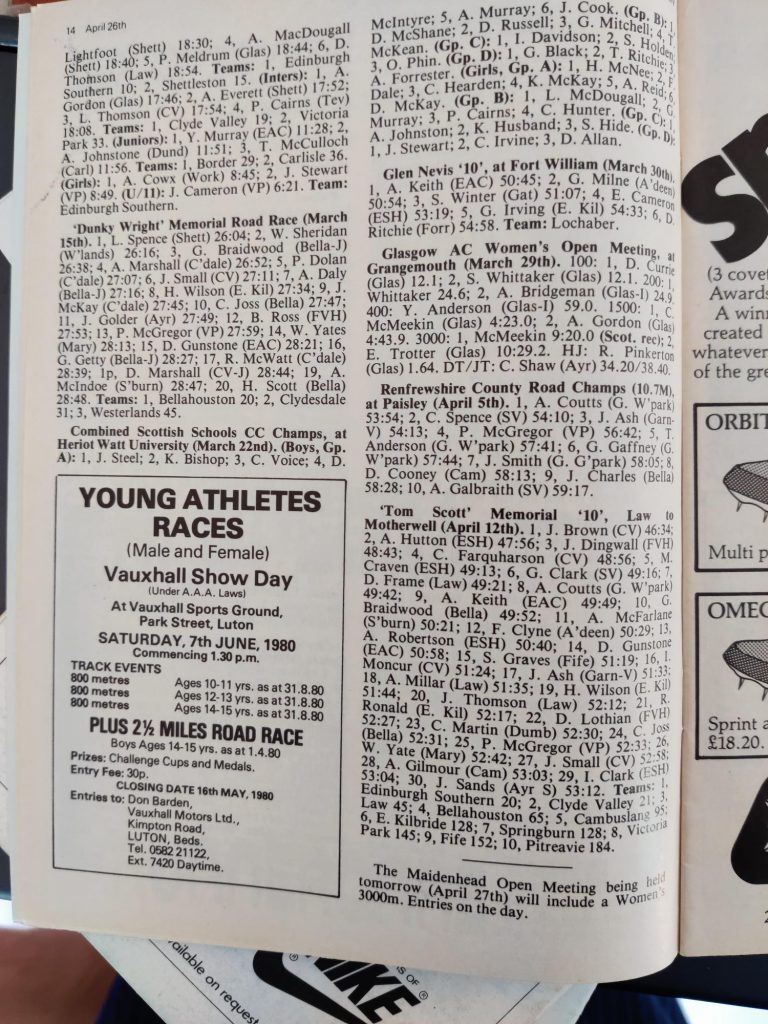 14 April 26th
Lightfoot (Shett) 18:30; 4, A. MacDougall
(Shett) 18:40; 5, P. Meldrum (Glas) 18:44; 6, D.
Thomson (Law) 18:54. Teams: 1, Edinburgh
Southern 10; 2, Shettleston 15. (Inters): 1, A.
Gordon (Glas) 17:46; 2, A. Everett (Shett) 17:52;
3, L. Thomson (CV) 17:54; 4, P. Cairns (Tev)
18:08. Teams: 1, Clyde Valley 19; 2, Victoria
Park 33. (Juniors): 1, Y. Murray (EAC) 11:28; 2,
A. Johnstone (Dund) 11:51; 3, T. McCulloch
(Carl) 11:56. Teams: 1, Border 29; 2, Carlisle 36.
(Girls): 1, A. Cowx (Work) 8:45; 2, J. Stewart
(VP) 8:49. (U/11): J. Cameron (VP) 6:21. Team:
Edinburgh Southern.
'Dunky Wright' Memorial Road Race (March
15th). 1, L. Spence (Shett) 26:04; 2, W. Sheridan
(W'lands) 26:16; 3, G. Braidwood (Bella-J)
26:38; 4, A. Marshall (C'dale) 26:52; 5, P. Dolan
(C'dale) 27:07; 6, J. Small (CV) 27:11; 7, A. Daly
(Bella-J) 27:16; 8, H. Wilson (E. Kil) 27:34; 9, J.
McKay (C'dale) 27:45; 10, C. Joss (Bella) 27:47;
11, J. Golder (Ayr) 27:49; 12, B. Ross (FVH)
27:53; 13, P. McGregor (VP) 27:59; 14, W. Yates
(Mary) 28:13; 15, D. Gunstone (EAC) 28:21; 16,
G. Getty (Bella-J) 28:27; 17, R. McWatt (C'dale)
28:39; 1p, D. Marshall (CV-J) 28:44; 19, A.
McIndoe (S'burn) 28:47; 20, H. Scott (Bella)
28:48. Teams: 1, Bellahouston 20; 2, Clydesdale
31; 3, Westerlands 45.
Combined Scottish Schools CC Champs, at
Heriot Watt University (March 22nd). (Boys, Gp.
A): 1, J. Steel; 2, K. Bishop; 3, C. Voice; 4, D.
YOUNG ATHLETES
RACES
(Male and Female)
Vauxhall Show Day
(Under A.A.A. Laws)
At Vauxhall Sports Ground,
Park Street, Luton
SATURDAY, 7th JUNE, 1980
Commencing 1.30 p.m.
TRACK EVENTS
800 metres Ages 10-11 yrs. as at 31.8.80
800 metres Ages 12-13 yrs. as at 31.8.80
800 metres Ages 14-15 yrs. as at 31.8.80
PLUS 2½ MILES ROAD RACE
Boys Ages 14-15 yrs. as at 1.4.80
Prizes: Challenge Cups and Medals.
Entry Fee: 30p.
CLOSING DATE 16th MAY, 1980
Entries to: Don Barden,
Vauxhall Motors Ltd.,
Kimpton Road,
LUTON, Beds.
Tel. 0582 21122,
Ext. 7420 Daytime.
McIntyre; 5, A. Murray; 6, J. Cook. (Gp. B): 1,
D. McShane; 2, D. Russell; 3, G. Mitchell; 4,
McKean. (Gp. C): 1, I. Davidson; 2, S. Holden;
3, O. Phin. (Gp. D): 1, G. Black; 2, T. Ritchie; 3,
A. Forrester. (Girls, Gp. A): 1, H. McNee; 2,
Dale; 3, C. Hearden; 4, K. McKay; 5, A. Reid; 6,
D. McKay. (Gp. B): 1, L. McDougall; 2, G.
Murray; 3, P. Cairns; 4, C. Hunter. (Gp. C): 1,
A. Johnston; 2, K. Husband; 3, S. Hide. (Gp. D):
1, J. Stewart; 2, C. Irvine; 3, D. Allan.
Glen Nevis '10', at Fort William (March 30th).
1, A. Keith (EAC) 50:45; 2, G. Milne (A'deen)
50:54; 3, S. Winter (Gat) 51:07; 4, E. Cameron
(ESH) 53:19; 5, G. Irving (E. Kil) 54:33; 6, D.
Ritchie (Forr) 54:58. Team: Lochaber.
Glasgow AC Women's Open Meeting, at
Grangemouth (March 29th). 100: 1, D. Currie
(Glas) 12.1; 2, S. Whittaker (Glas) 12.1. 200: 1,
Whittaker 24.6; 2, A. Bridgeman (Glas-I) 24.9.
400: Y. Anderson (Glas-I) 59.0. 1500: 1, C.
McMeekin (Glas) 4:23.0; 2, A. Gordon (Glas)
4:43.9. 3000: 1, McMeekin 9:20.0 (Scot. rec); 2,
E. Trotter (Glas) 10:29.2. HJ: R. Pinkerton
(Glas) 1.64. DT/JT: C. Shaw (Ayr) 34.20/38.40.
Renfrewshire County Road Champs (10.7M),
at Paisley (April 5th). 1, A. Coutts (G. W'park)
53:54; 2, C. Spence (SV) 54:10; 3, J. Ash (Garn-
V) 54:13; 4, P. McGregor (VP) 56:42; 5, T.
Anderson (G. W'park) 57:41; 6, G. Gaffney (G.
W'park) 57:44; 7, J. Smith (G. G'park) 58:05; 8,
D. Cooney (Cam) 58:13; 9, J. Charles (Bella)
58:28; 10, A. Galbraith (SV) 59:17.
'Tom Scott' Memorial '10', Law to
Motherwell (April 12th). 1, J. Brown (CV) 46:34;
2, A. Hutton (ESH) 47:56; 3, J. Dingwall (FVH)
48:43; 4, C. Farquharson (CV) 48:56; 5, M.
Craven (ESH) 49:13; 6, G. Clark (SV) 49:16; 7,
D. Frame (Law) 49:21; 8, A. Coutts (G. W'park)
49:42; 9, A. Keith (EAC) 49:49; 10, G.
Braidwood (Bella) 49:52; 11, A. McFarlane
(S'burn) 50:21; 12, F. Clyne (A'deen) 50:29; 13,
A. Robertson (ESH) 50:40; 14, D. Gunstone
(EAC) 50:58; 15, S. Graves (Fife) 51:19; 16, I.
Moncur (CV) 51:24; 17, J. Ash (Garn-V) 51:33;
18, A. Millar (Law) 51:35; 19, H. Wilson (E. Kil)
51:44; 20, J. Thomson (Law) 52:12; 21, R.
Ronald (E. Kil) 52:17; 22, D. Lothian (FVH)
52:27; 23, C. Martin (Dumb) 52:30; 24, C. Joss
(Bella) 52:31; 25, P. McGregor (VP) 52:33; 26,
W. Yate (Mary) 52:42; 27, J. Small (CV) 52:58;
28, A. Gilmour (Cam) 53:03; 29, I. Clark (ESH)
53:04; 30, J. Sands (Ayr S) 53:12. Teams: 1,
Edinburgh Southern 20; 2, Clyde Valley 21; 3,
Law 45; 4, Bellahouston 65; 5, Cambuslang 95;
6, E. Kilbride 128; 7, Springburn 128; 8, Victoria
Park 145; 9, Fife 152; 10, Pitreavie 184.
The Maidenhead Open Meeting being held
tomorrow (April 27th) will include a Women's
3000m. Entries on the day.
(3 covet
Awards
A winn
created
whatever
of the gre
ORBIT
Multi p
OMEG
Sprint a
£18.20.
NIKE
ailable on request